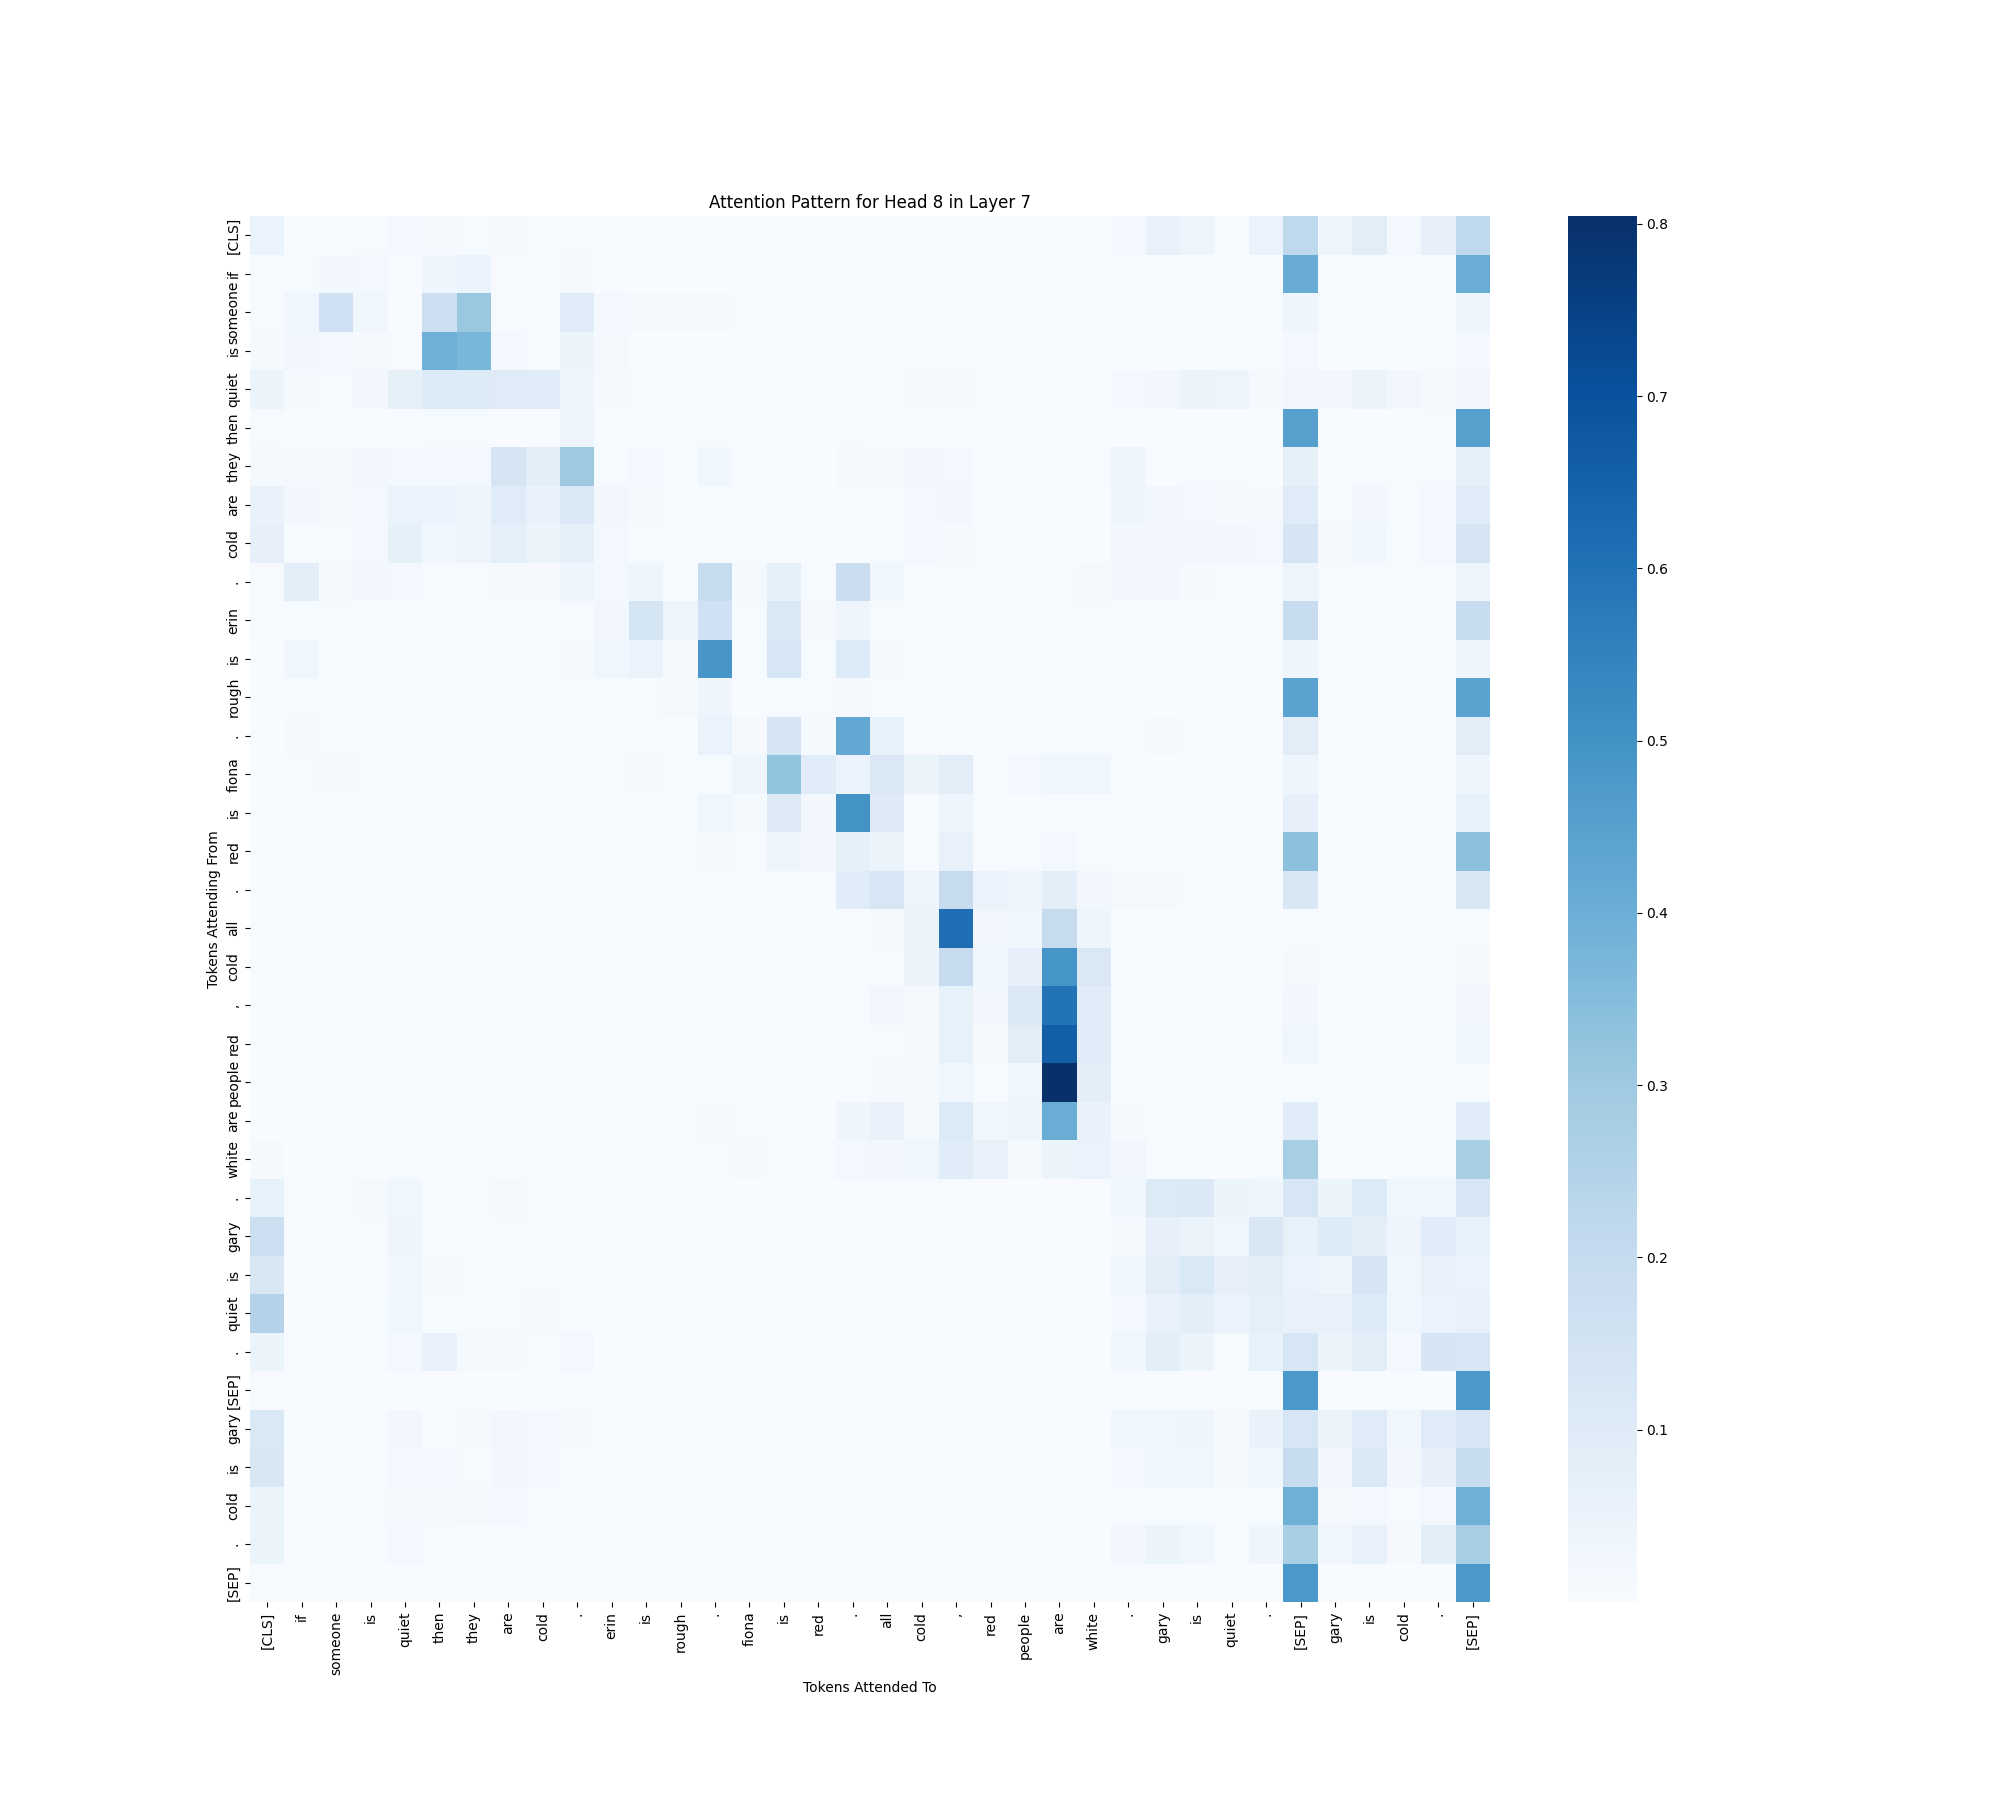 Attention Pattern for Head 8 in Layer 7
Tokens Attending From
[CLS]
if
someone
is
quiet
then
they
are
cold
.
erin
is
rough
.
fiona
is
red
.
all
cold
,
red
people
are
white
.
gary
is
quiet
.
[SEP]
gary
is
cold
.
[SEP]
[CLS] if someone is quiet then they are cold . erin is rough . fiona is red . all cold , red people are white . gary is quiet . [SEP] gary is cold . [SEP]
Tokens Attended To
0.8
0.7
0.6
0.5
0.4
0.3
0.2
0.1